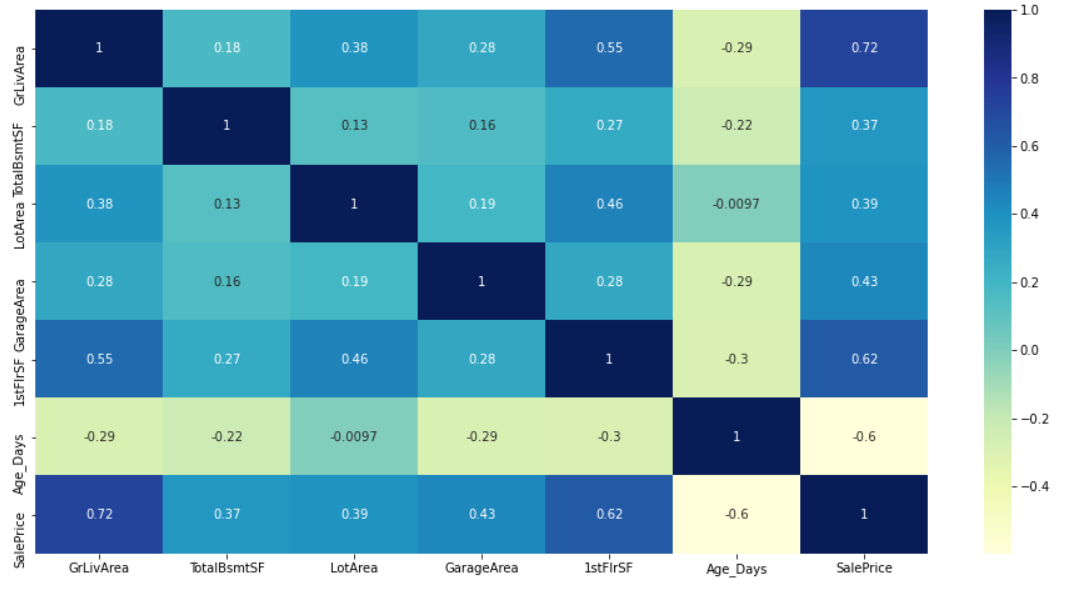 GrLivArea 1 0.18 0.38 0.28 0.55 -0.29 0.72
TotalBsmtSF 0.18 1 0.13 0.16 0.27 -0.22 0.37
LotArea 0.38 0.13 1 0.19 0.46 -0.0097 0.39
GarageArea 0.28 0.16 0.19 1 0.28 -0.29 0.43
1stFlrSF 0.55 0.27 0.46 0.28 1 -0.3 0.62
Age_Days -0.29 -0.22 -0.0097 -0.29 -0.3 1 -0.6
SalePrice 0.72 0.37 0.39 0.43 0.62 -0.6 1
GrLivArea TotalBsmtSF LotArea GarageArea 1stFlrSF Age_Days SalePrice
1.0
0.8
0.6
0.4
0.2
0.0
−0.2
−0.4